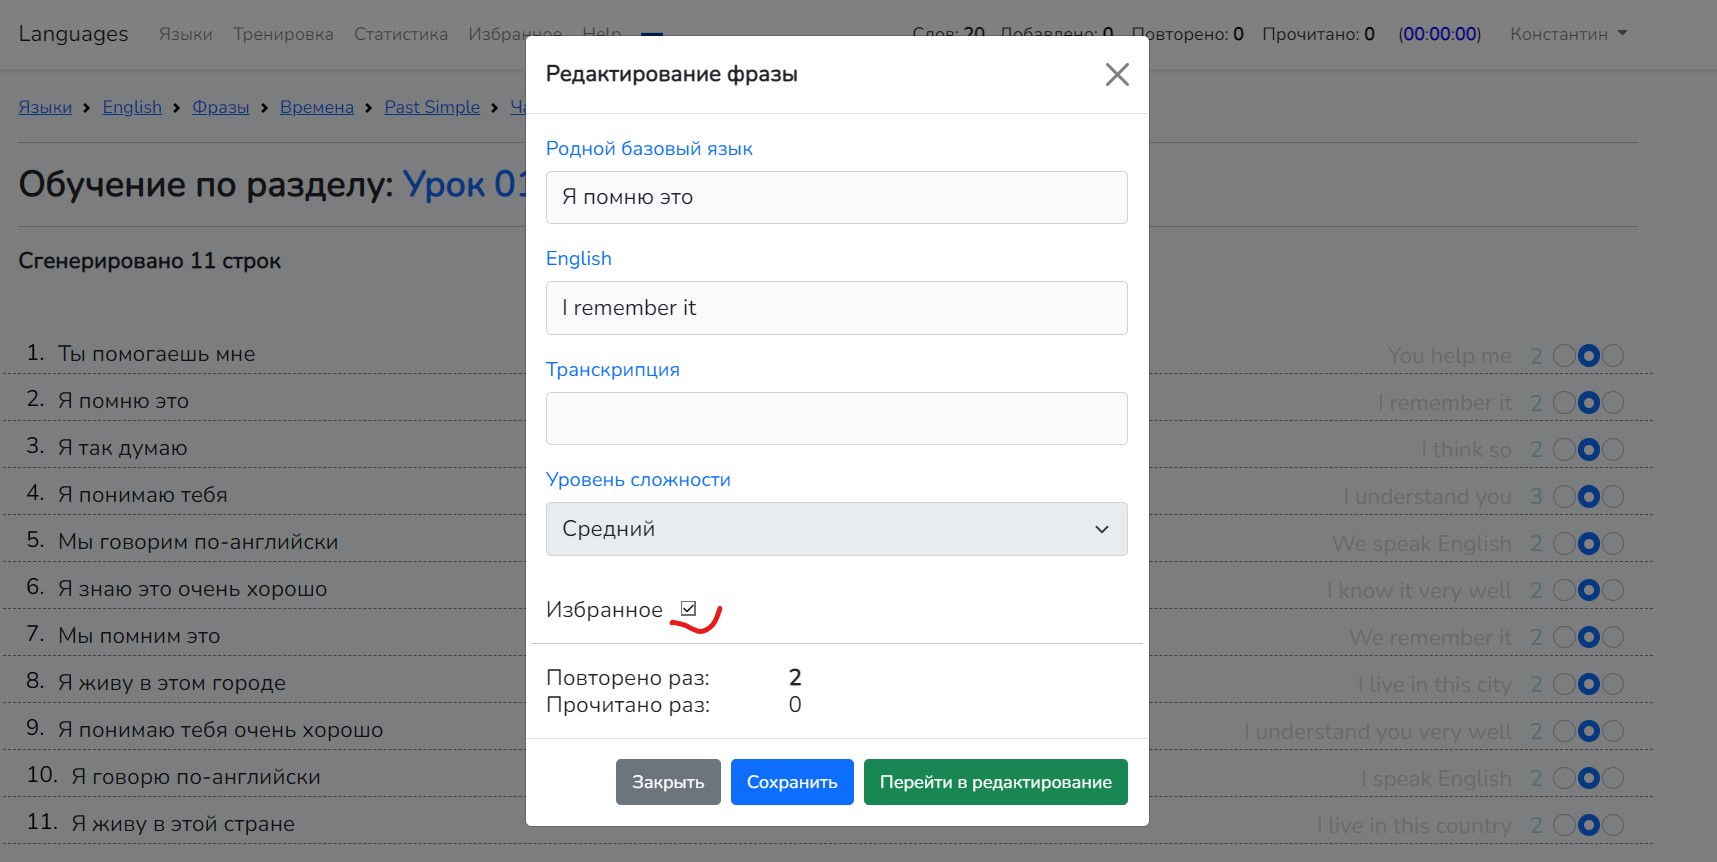 Languages Языки Тренировка Статистика Избранное Help Слов: 20 Добавлено: 0 Повторено: 0 Прочитано: 0 (00:00:00) Константин
Языки English Фразы Времена Past Simple
Обучение по разделу: Урок 01
Сгенерировано 11 строк
1. Ты помогаешь мне You help me 2
2. Я помню это I remember it 2
3. Я так думаю I think so 2
4. Я понимаю тебя I understand you 3
5. Мы говорим по-английски We speak English 2
6. Я знаю это очень хорошо I know it very well 2
7. Мы помним это We remember it 2
8. Я живу в этом городе I live in this city 2
9. Я понимаю тебя очень хорошо I understand you very well 2
10. Я говорю по-английски I speak English 2
11. Я живу в этой стране I live in this country 2
Редактирование фразы
Родной базовый язык
Я помню это
English
I remember it
Транскрипция
Уровень сложности
Средний
Избранное
Повторено раз: 2
Прочитано раз: 0
Закрыть Сохранить Перейти в редактирование